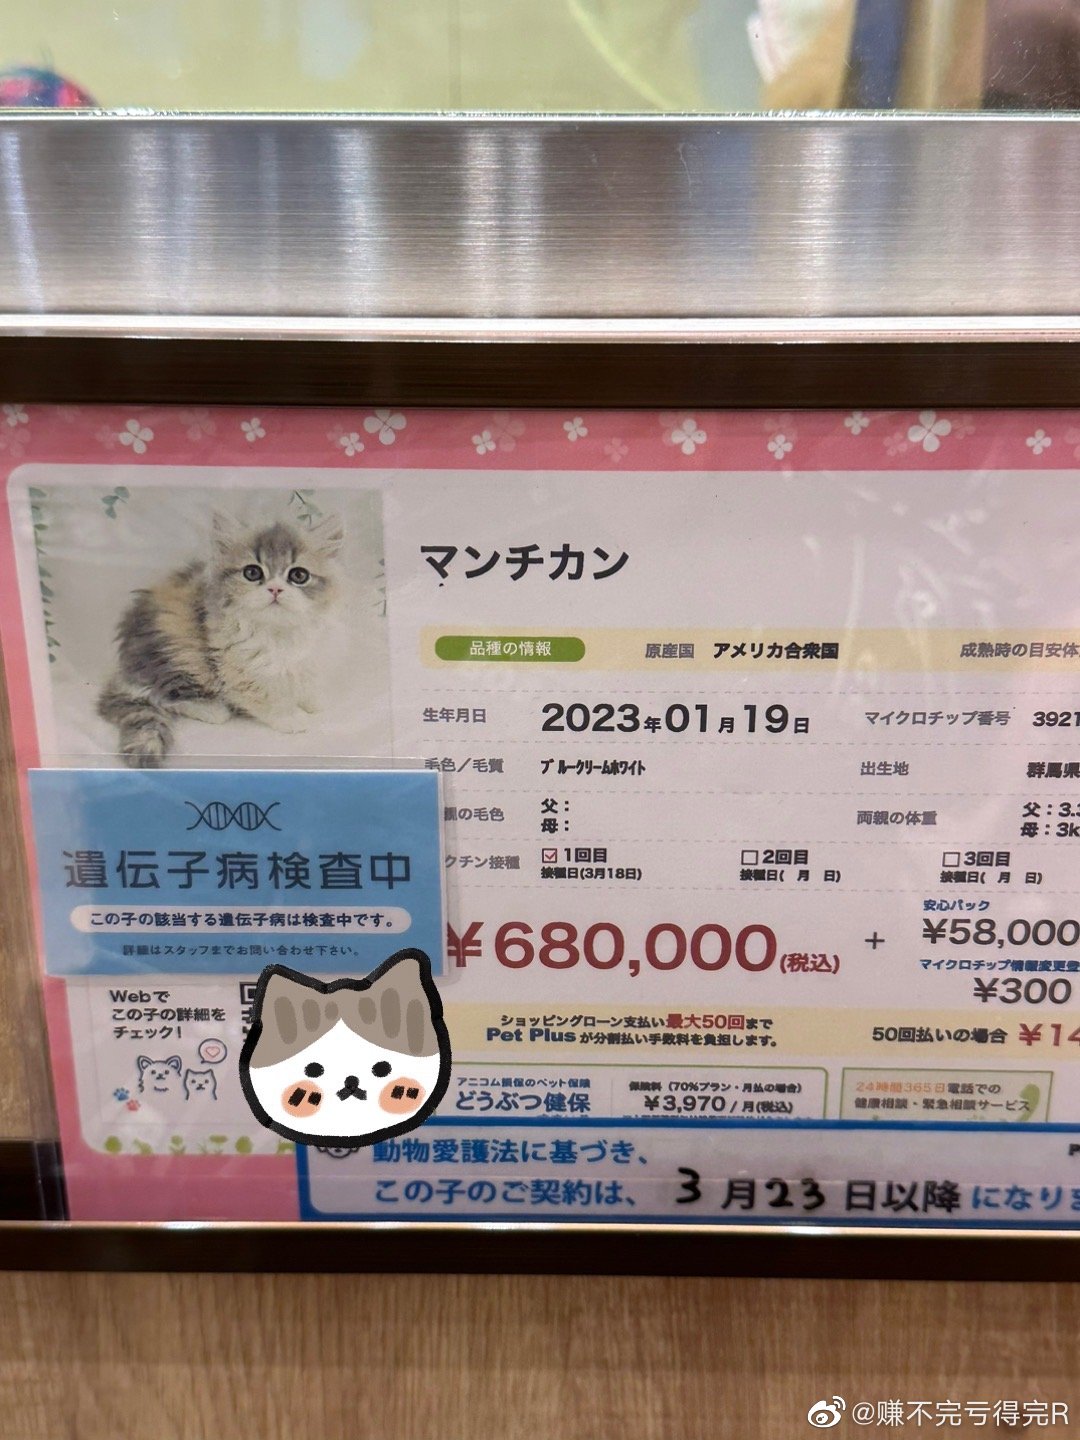 マンチカン
品種の情報 原産国 アメリカ合衆国 成熟時の目安体
生年月日 2023年01月19日 マイクロチップ番号 3921
毛色/毛質 ブルークリームホワイト 出生地 群馬県
親の毛色 父: 両親の体重 父:3.3
母: 母:3k
クチン接種 ☑1回目 □2回目 □3回目
接種日(3月18日) 接種日( 月 日) 接種日( 月 日)
遺伝子病検査中
この子の該当する遺伝子病は検査中です。
詳細はスタッフまでお問い合わせ下さい。
¥680,000(税込) + 安心パック
¥58,000
マイクロチップ情報変更登
¥300
Webで
この子の詳細を
チェック!
ショッピングローン支払い最大50回まで
Pet Plusが分割払い手数料を負担します。
50回払いの場合 ¥14
アニコム損保のペット保険
どうぶつ健保
保険料(70%プラン・月払の場合)
¥3,970/月(税込)
24時間365日電話での
健康相談・緊急相談サービス
動物愛護法に基づき、
この子のご契約は、3月23日以降になりま
@赚不完亏得完R